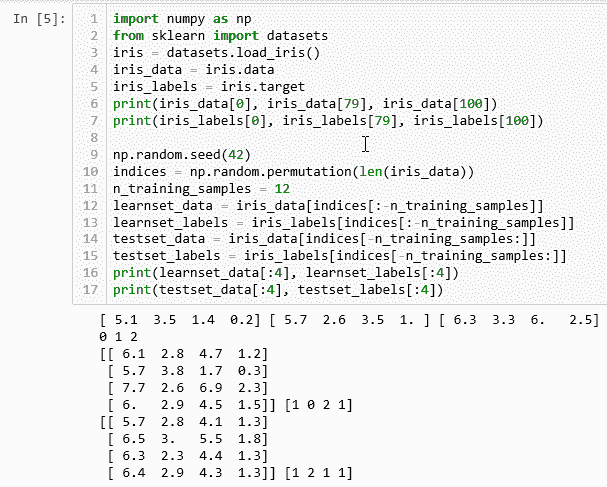 In [5]:
1 import numpy as np
2 from sklearn import datasets
3 iris = datasets.load_iris()
4 iris_data = iris.data
5 iris_labels = iris.target
6 print(iris_data[0], iris_data[79], iris_data[100])
7 print(iris_labels[0], iris_labels[79], iris_labels[100])
8
9 np.random.seed(42)
10 indices = np.random.permutation(len(iris_data))
11 n_training_samples = 12
12 learnset_data = iris_data[indices[:-n_training_samples]]
13 learnset_labels = iris_labels[indices[:-n_training_samples]]
14 testset_data = iris_data[indices[-n_training_samples:]]
15 testset_labels = iris_labels[indices[-n_training_samples:]]
16 print(learnset_data[:4], learnset_labels[:4])
17 print(testset_data[:4], testset_labels[:4])
[ 5.1  3.5  1.4  0.2] [ 5.7  2.6  3.5  1. ] [ 6.3  3.3  6.   2.5]
0 1 2
[[ 6.1  2.8  4.7  1.2]
 [ 5.7  3.8  1.7  0.3]
 [ 7.7  2.6  6.9  2.3]
 [ 6.   2.9  4.5  1.5]] [1 0 2 1]
[[ 5.7  2.8  4.1  1.3]
 [ 6.5  3.   5.5  1.8]
 [ 6.3  2.3  4.4  1.3]
 [ 6.4  2.9  4.3  1.3]] [1 2 1 1]